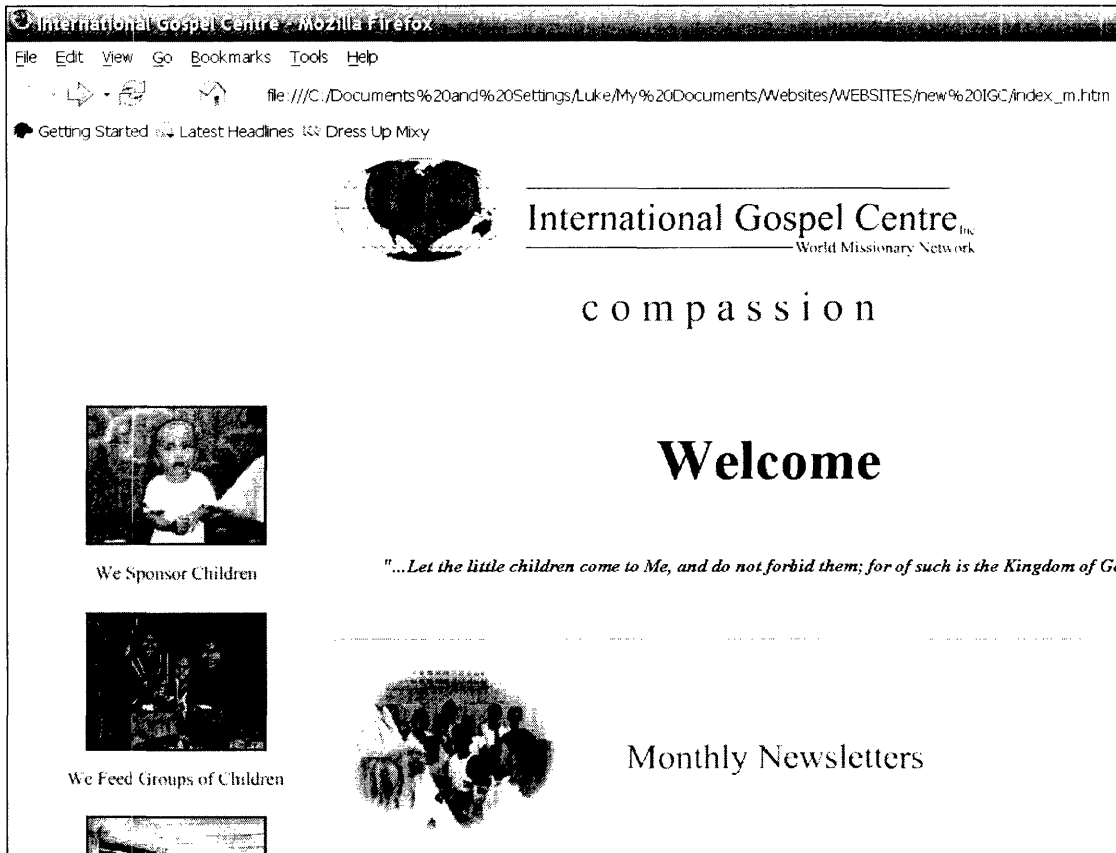 International Gospel Centre - Mozilla Firefox
File Edit View Go Bookmarks Tools Help
file:///C:/Documents%20and%20Settings/Luke/My%20Documents/Websites/WEBSITES/new%20IGC/index_m.htm
Getting Started Latest Headlines Dress Up Mixy
International Gospel Centre Inc
World Missionary Network
compassion
Welcome
We Sponsor Children
"...Let the little children come to Me, and do not forbid them; for of such is the Kingdom of G
We Feed Groups of Children
Monthly Newsletters